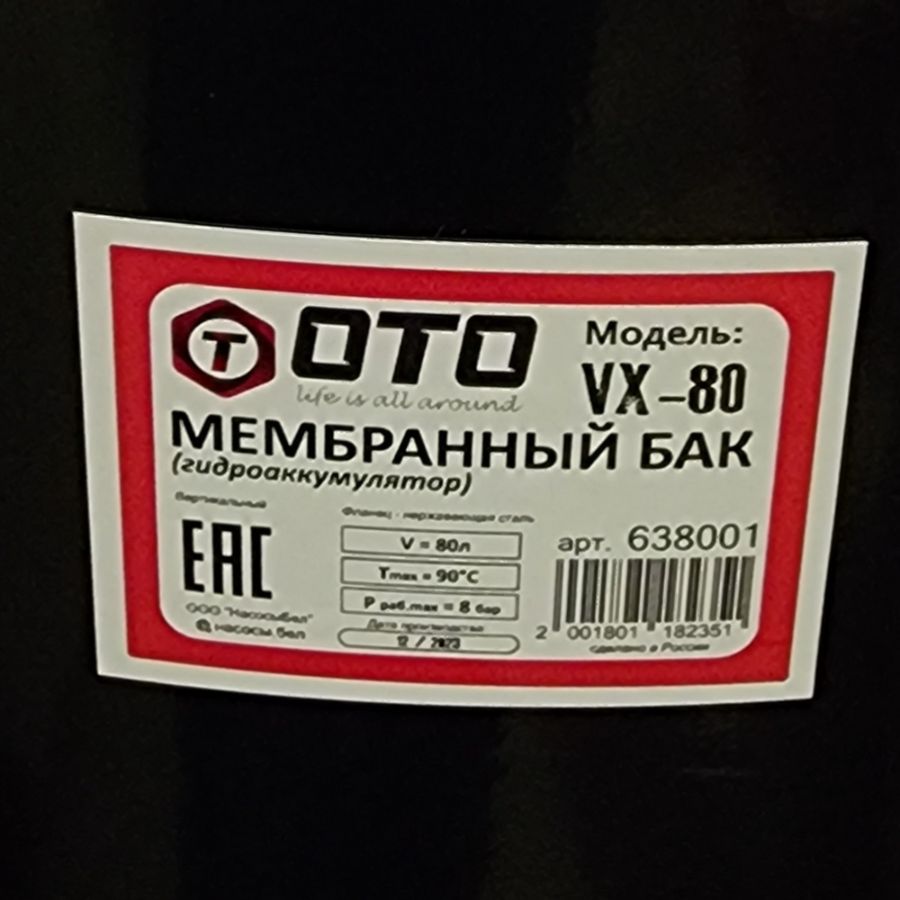 Т ОТО
life is all around
Модель:
VX-80
МЕМБРАННЫЙ БАК
(гидроаккумулятор)
Вертикальный
Фланец - нержавеющая сталь
V = 80л
Tmax = 90°C
P раб.max = 8 бар
Дата производства
12 / 2023
EAC
ООО "НасосыБел"
насосы бел
арт. 638001
2 001801 182351
сделано в России